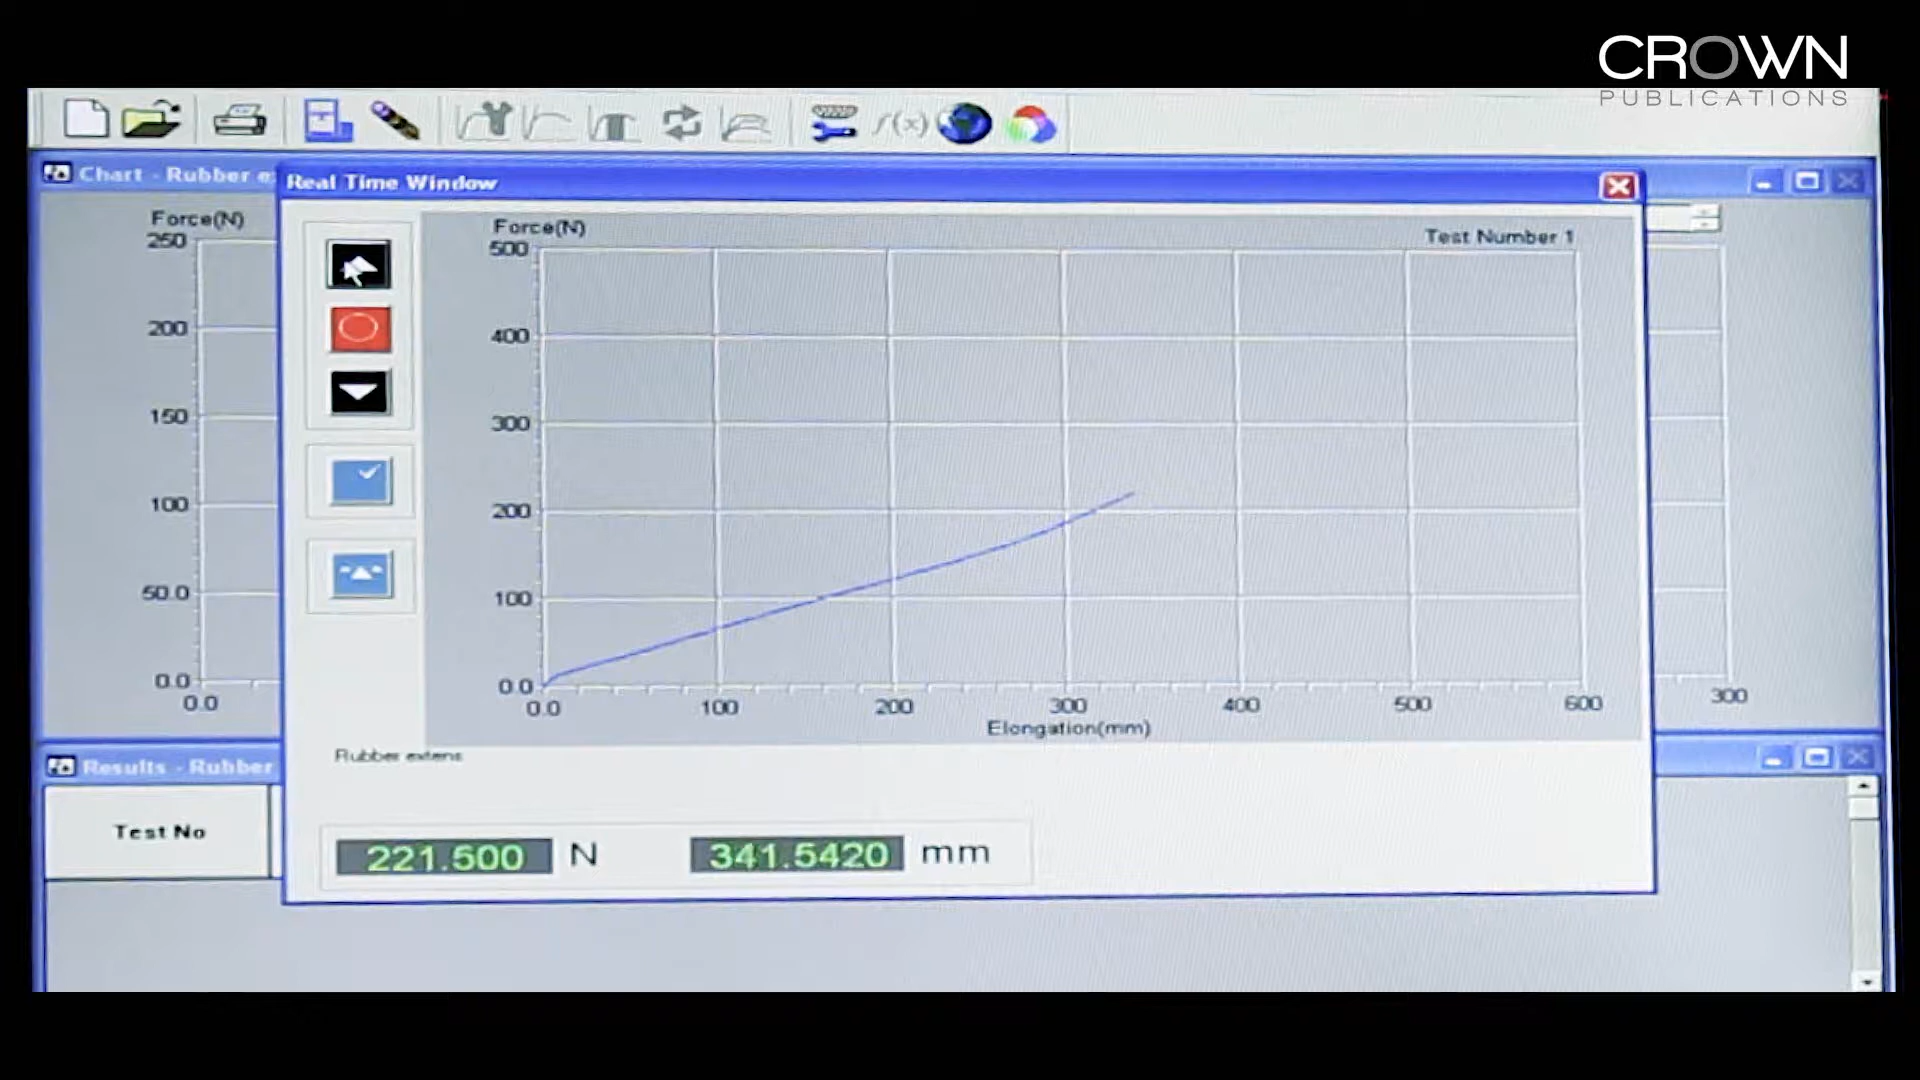 CROWN
PUBLICATIONS
f(x)
Chart - Rubber e
Real Time Window
Force(N)
250
200
150
100
50.0
0.0
0.0
300
Force(N)
Test Number 1
500
400
300
200
100
0.0
0.0 100 200 300 400 500 600
Elongation(mm)
Rubber extens
221.500 N 341.5420 mm
Results - Rubber
Test No